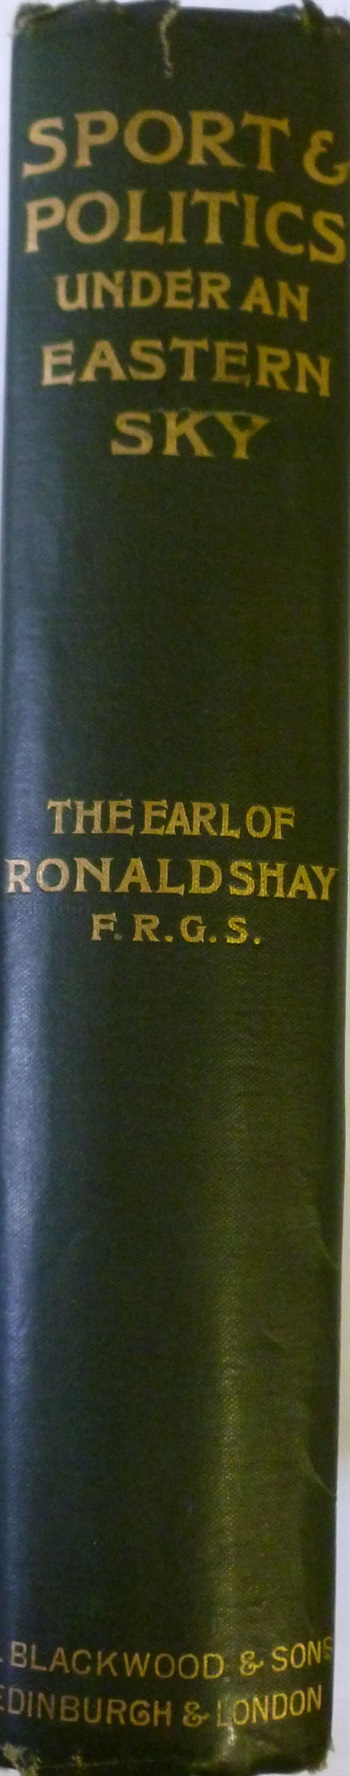 SPORT &
POLITICS
UNDER AN
EASTERN
SKY
THE EARL OF
RONALDSHAY
F.R.G.S.
. BLACKWOOD & SONS
EDINBURGH & LONDON